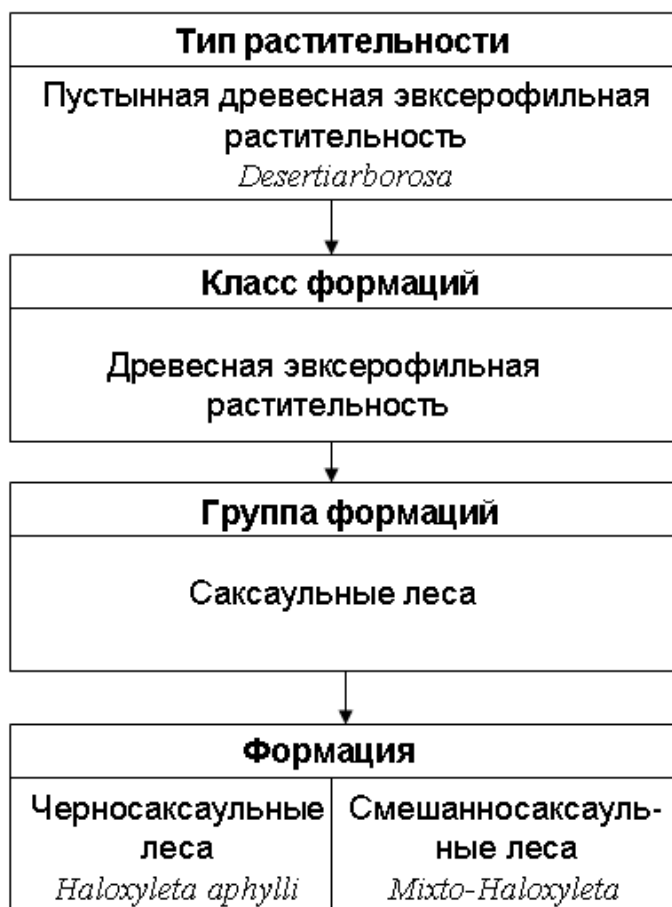 Тип растительности
Пустынная древесная эвксерофильная
растительность
Desertiarborosa
Класс формаций
Древесная эвксерофильная
растительность
Группа формаций
Саксаульные леса
Формация
Черносаксаульные
леса
Haloxyleta aphylli
Смешанносаксауль-
ные леса
Mixto-Haloxyleta